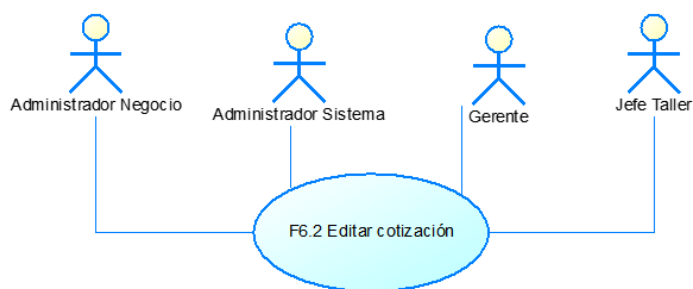 Administrador Negocio
Administrador Sistema
Gerente
Jefe Taller
F6.2 Editar cotización